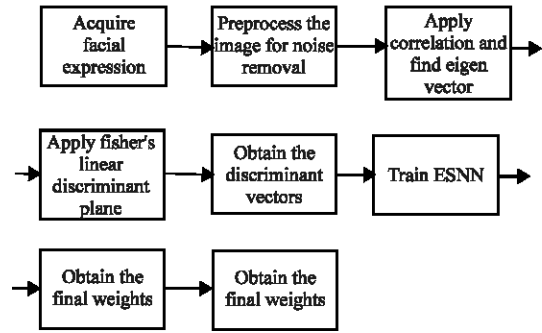 Acquire
facial
expression
Preprocess the
image for noise
removal
Apply
correlation and
find eigen
vector
Apply fisher's
linear
discriminant
plane
Obtain the
discriminant
vectors
Train ESNN
Obtain the
final weights
Obtain the
final weights